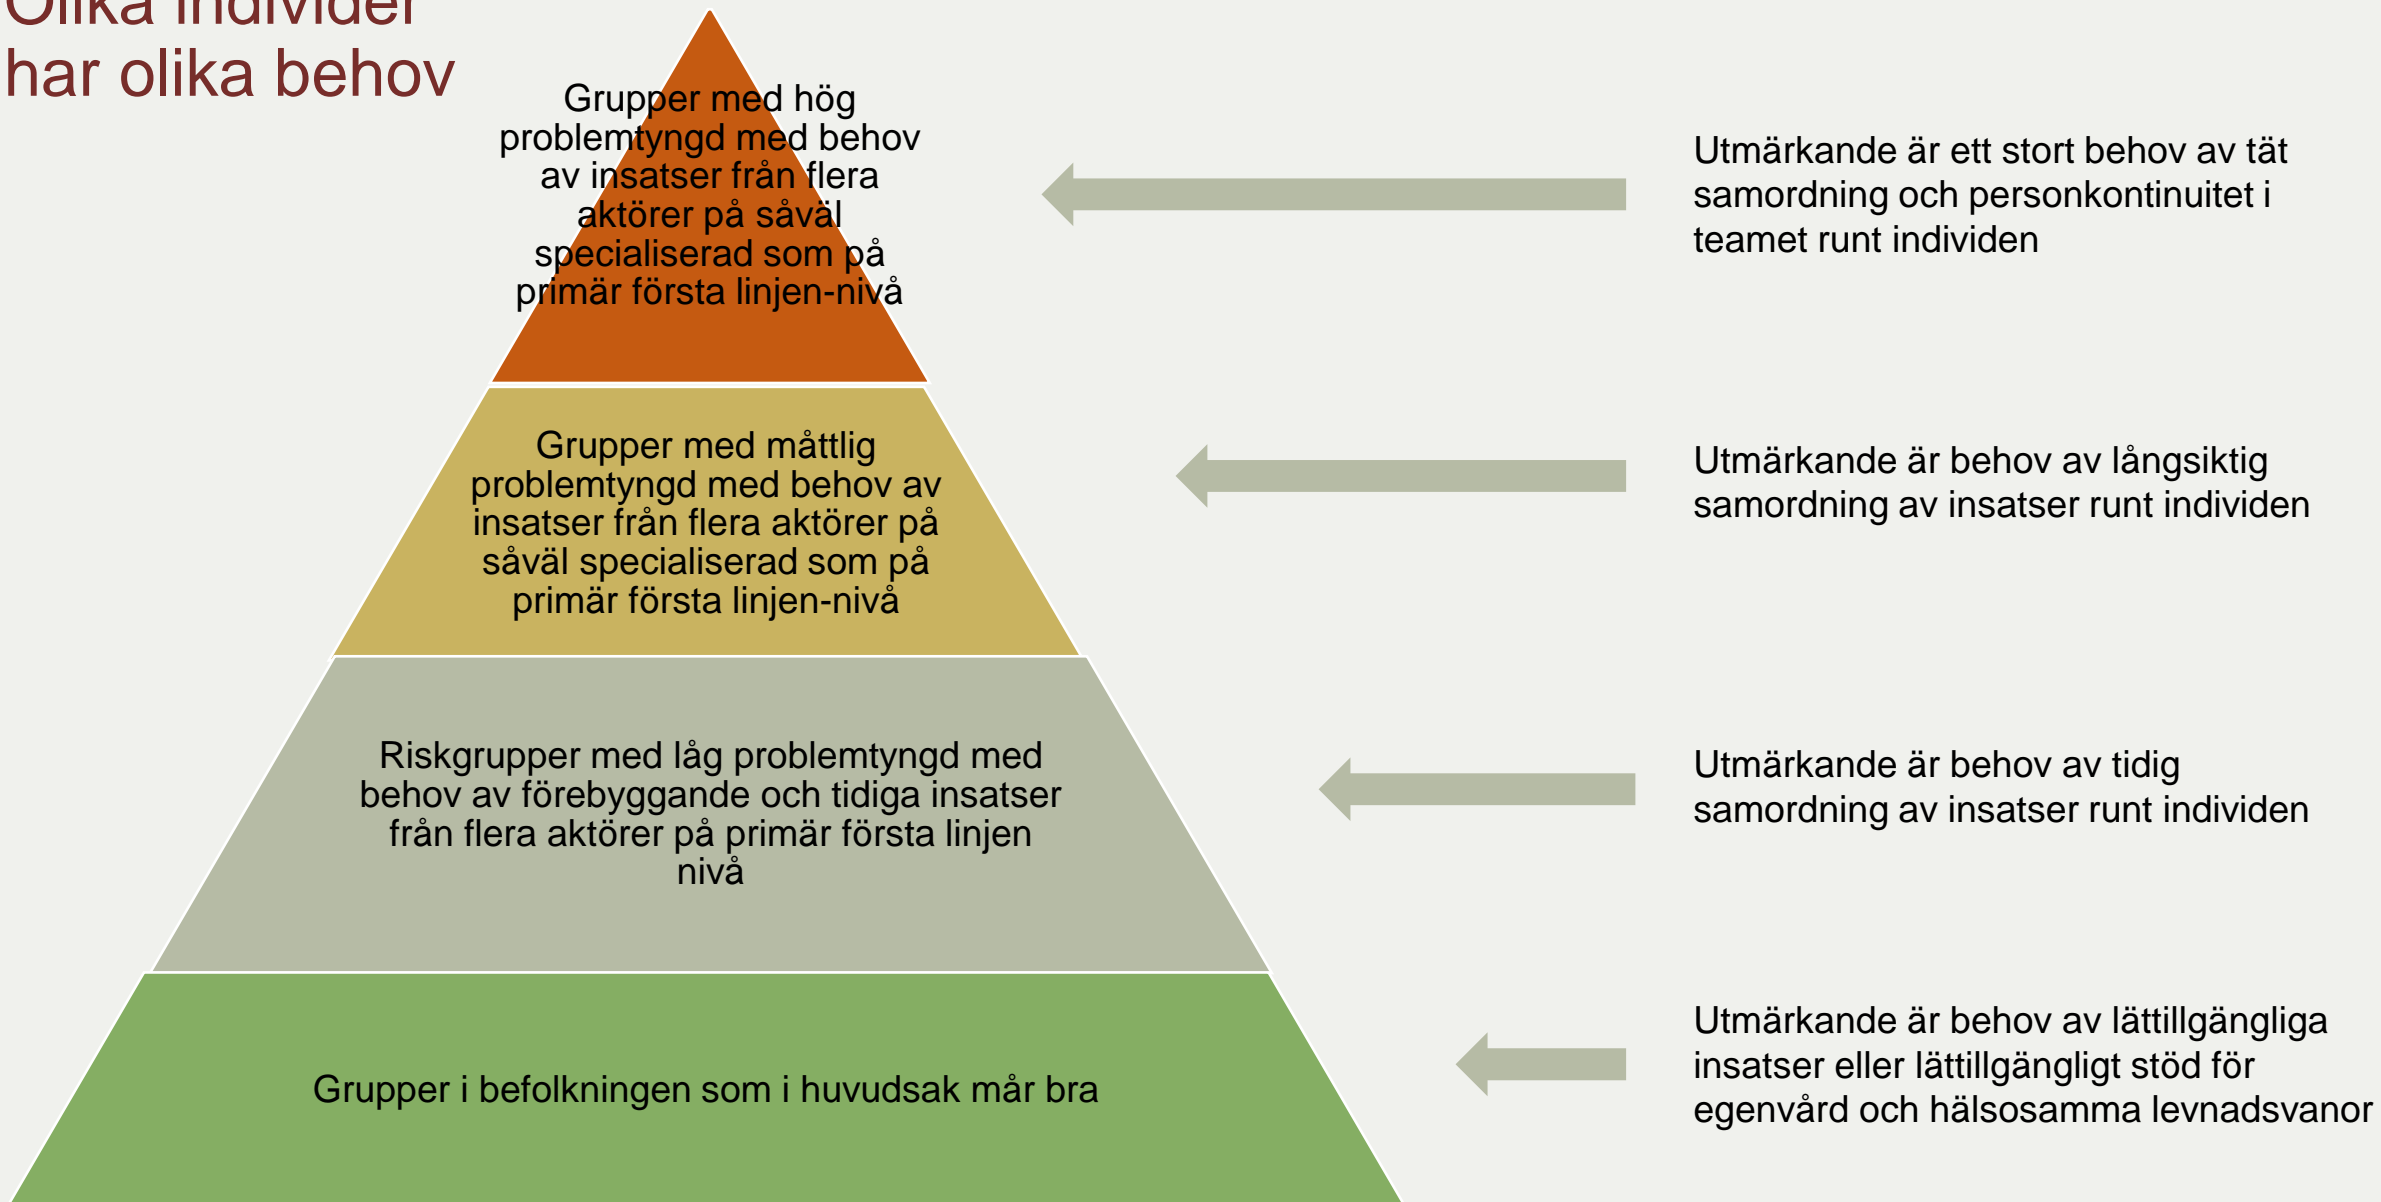 Olika individer
har olika behov
Grupper med hög
problemtyngd med behov
av insatser från flera
aktörer på såväl
specialiserad som på
primär första linjen-nivå
Utmärkande är ett stort behov av tät
samordning och personkontinuitet i
teamet runt individen
Grupper med måttlig
problemtyngd med behov av
insatser från flera aktörer på
såväl specialiserad som på
primär första linjen-nivå
Utmärkande är behov av långsiktig
samordning av insatser runt individen
Riskgrupper med låg problemtyngd med
behov av förebyggande och tidiga insatser
från flera aktörer på primär första linjen
nivå
Utmärkande är behov av tidig
samordning av insatser runt individen
Grupper i befolkningen som i huvudsak mår bra
Utmärkande är behov av lättillgängliga
insatser eller lättillgängligt stöd för
egenvård och hälsosamma levnadsvanor